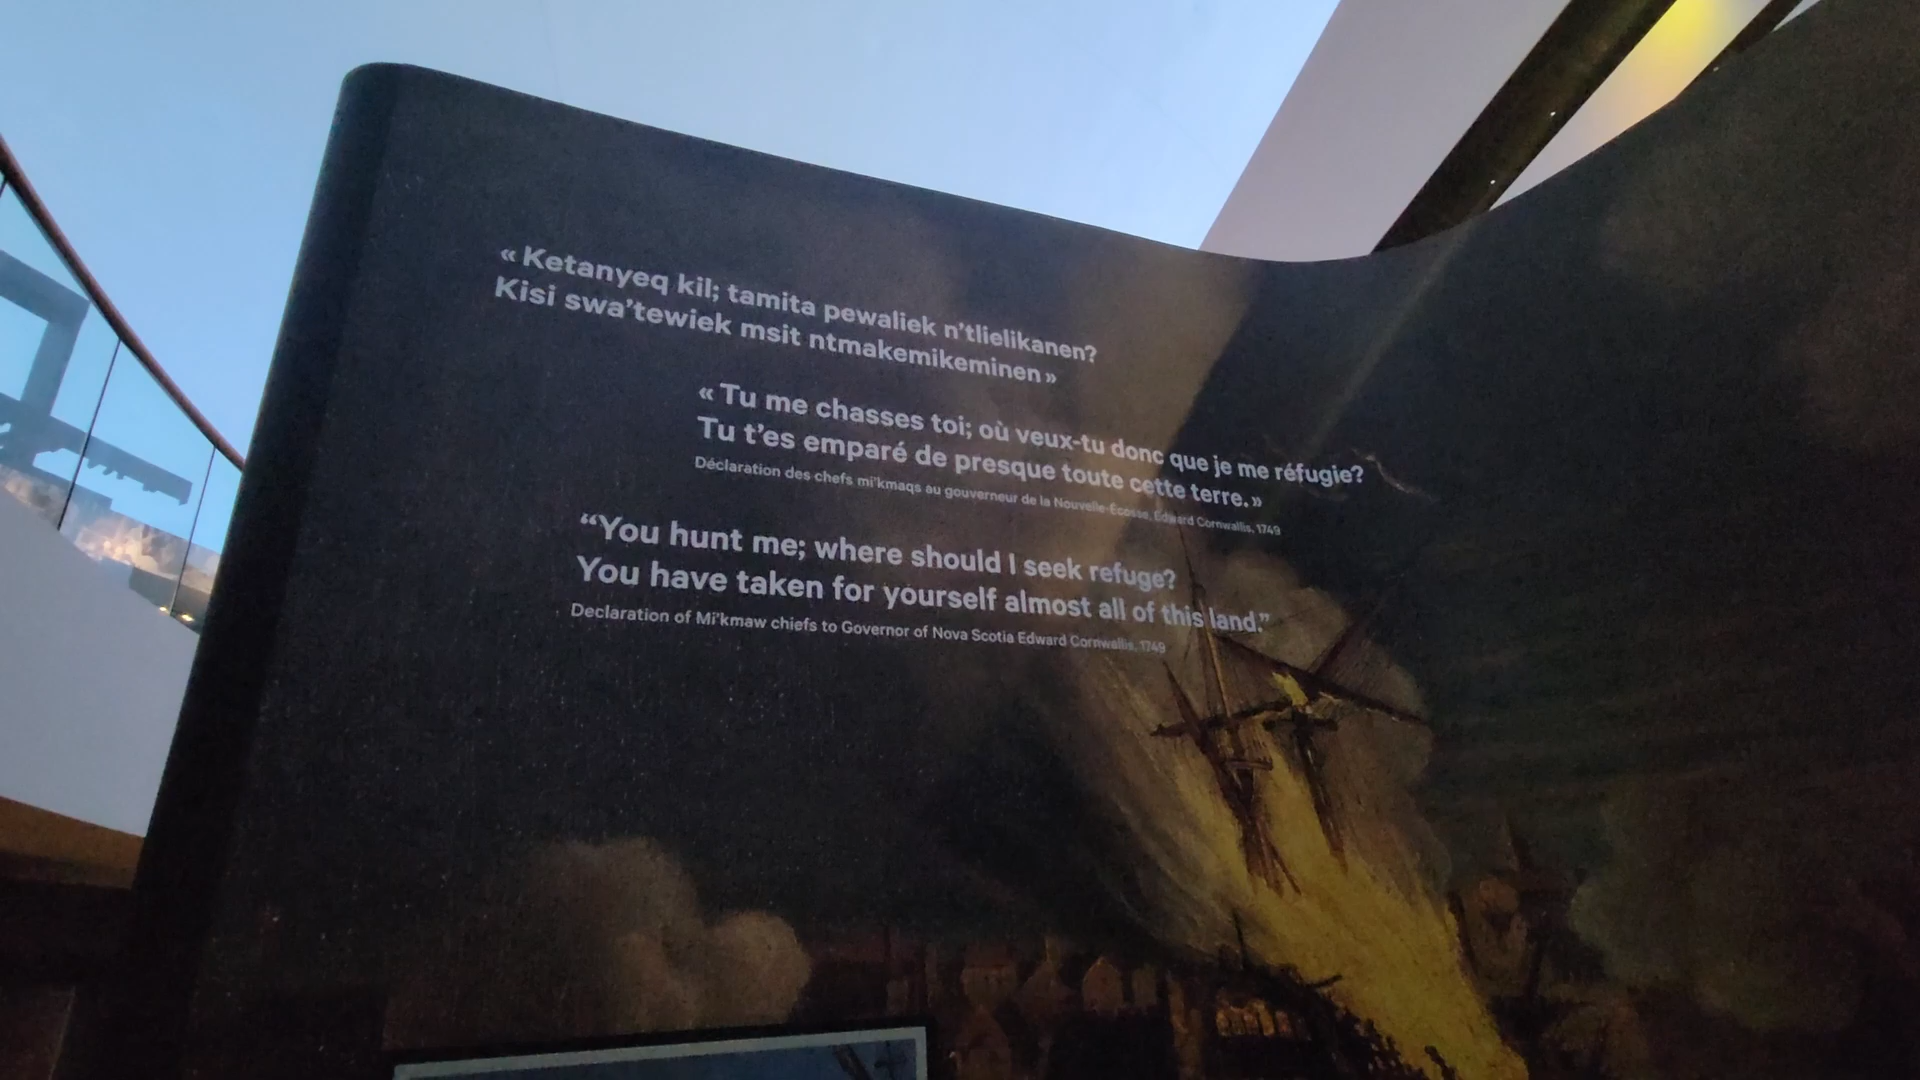 « Ketanyeq kil; tamita pewaliek n’tlielikanen?
Kisi swa’tewiek msit ntmakemikeminen »
« Tu me chasses toi; où veux-tu donc que je me réfugie?
Tu t’es emparé de presque toute cette terre. »
Déclaration des chefs mi’kmaqs au gouverneur de la Nouvelle-Écosse, Edward Cornwallis, 1749
“You hunt me; where should I seek refuge?
You have taken for yourself almost all of this land.”
Declaration of Mi’kmaw chiefs to Governor of Nova Scotia Edward Cornwallis, 1749